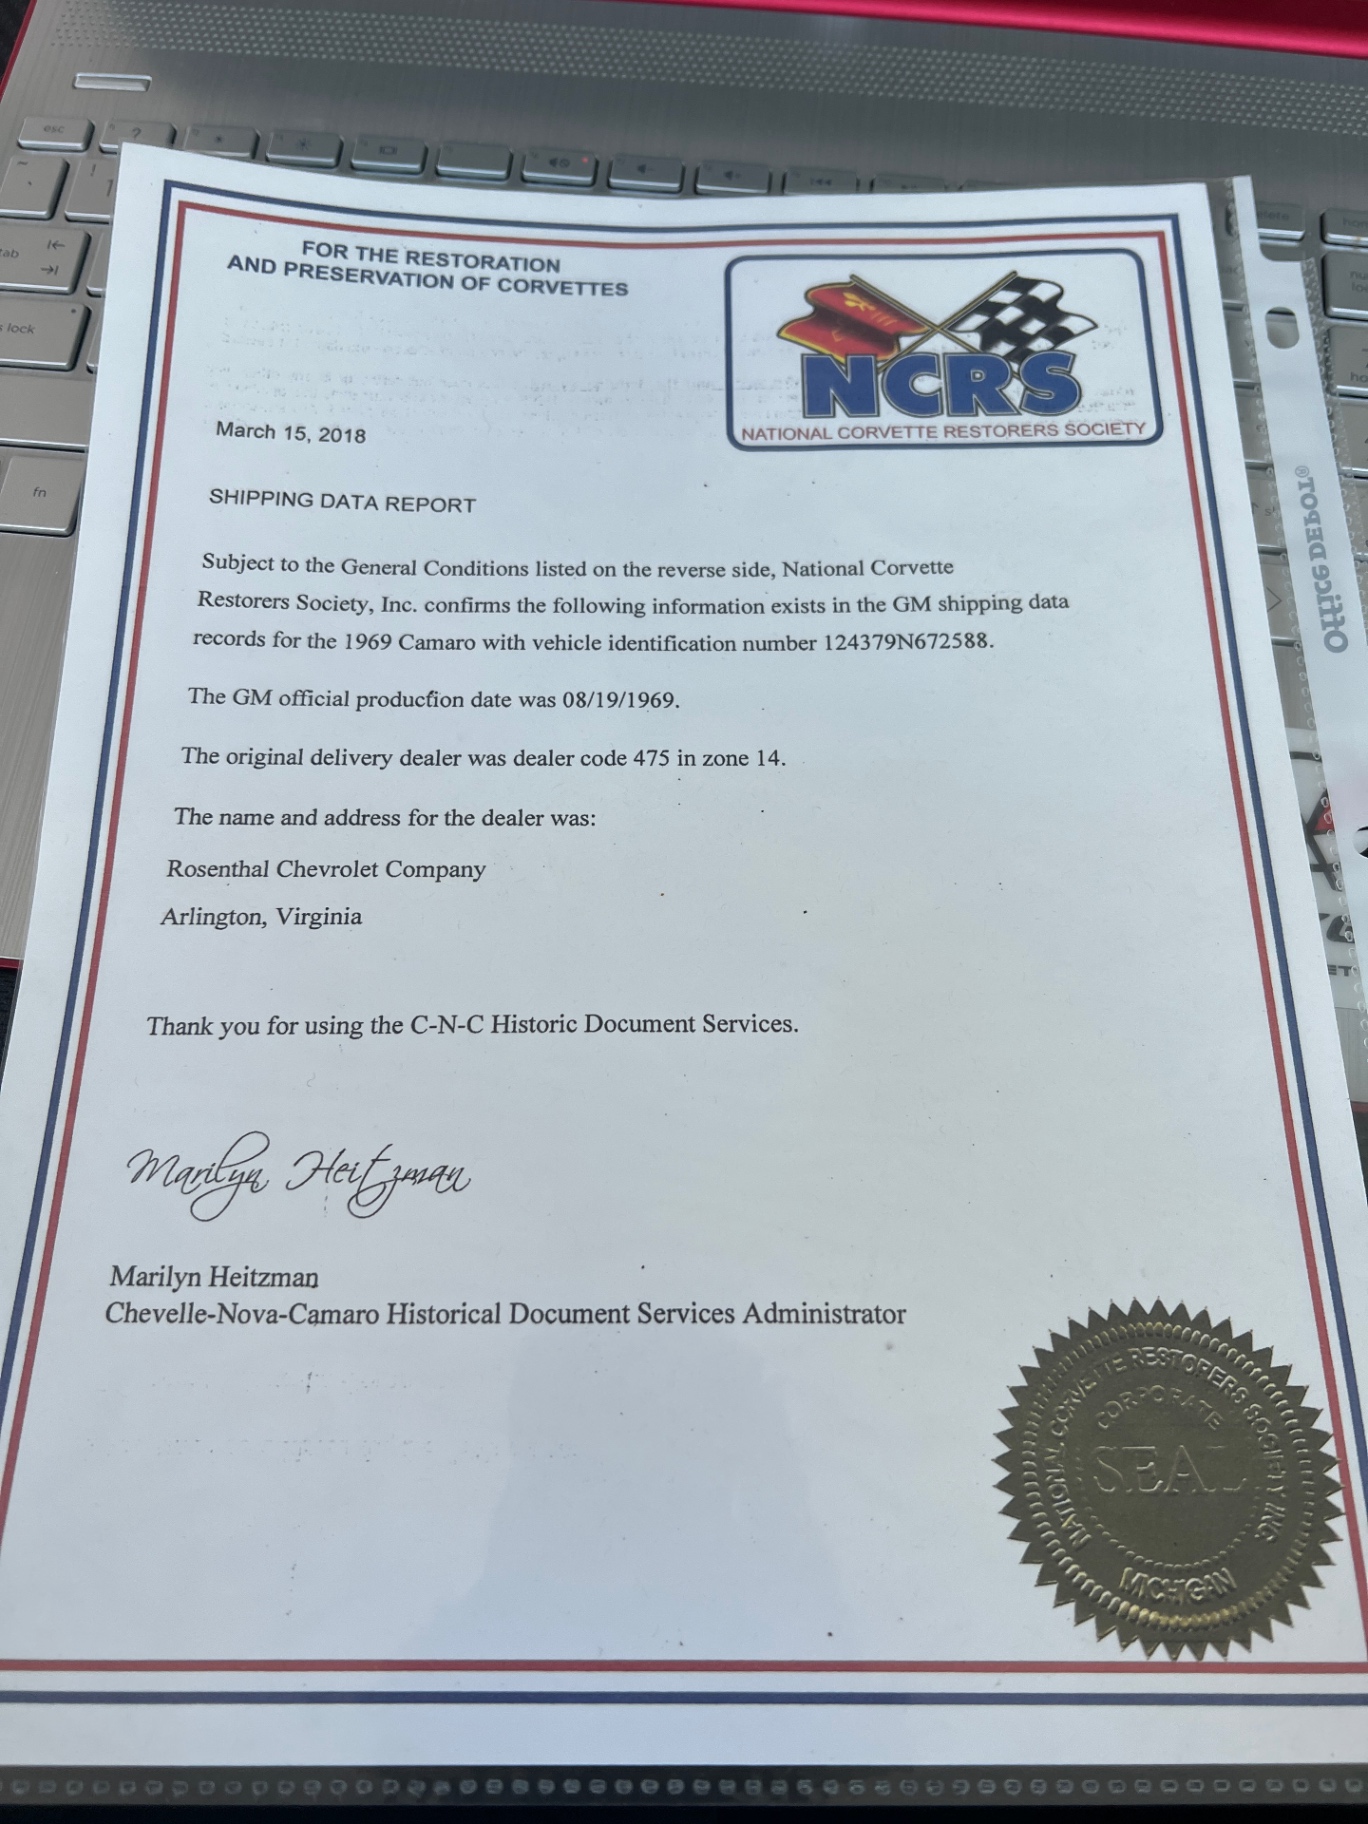 esc
?
tab
s lock
fn
FOR THE RESTORATION
AND PRESERVATION OF CORVETTES
NCRS
NATIONAL CORVETTE RESTORERS SOCIETY
March 15, 2018
SHIPPING DATA REPORT
Subject to the General Conditions listed on the reverse side, National Corvette
Restorers Society, Inc. confirms the following information exists in the GM shipping data
records for the 1969 Camaro with vehicle identification number 124379N672588.
The GM official production date was 08/19/1969.
The original delivery dealer was dealer code 475 in zone 14.
The name and address for the dealer was:
Rosenthal Chevrolet Company
Arlington, Virginia
Thank you for using the C-N-C Historic Document Services.
Marilyn Heitzman
Marilyn Heitzman
Chevelle-Nova-Camaro Historical Document Services Administrator
NATIONAL CORVETTE RESTORERS SOCIETY INC.
CORPORATE
SEAL
MICHIGAN
Office DEPOT®